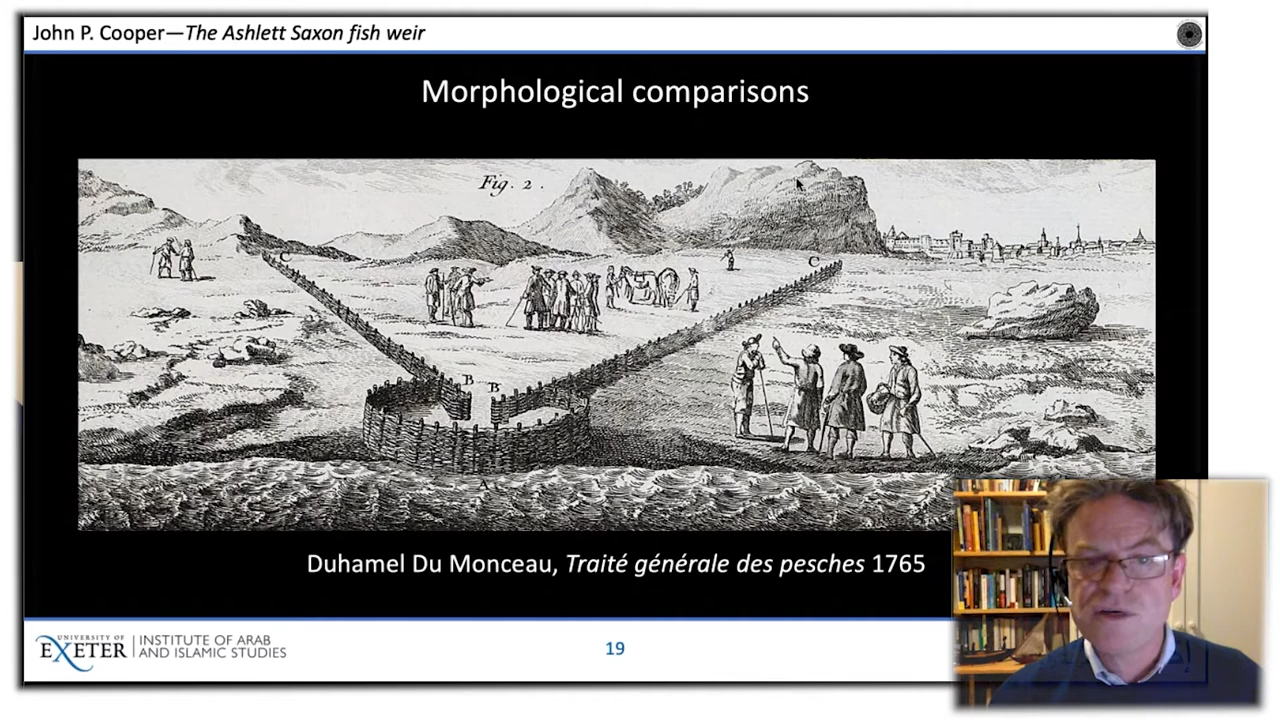 John P. Cooper—The Ashlett Saxon fish weir
Morphological comparisons
Fig. 2.
C
C
B
B
A
Duhamel Du Monceau, Traité générale des pesches 1765
UNIVERSITY OF
EXETER
INSTITUTE OF ARAB
AND ISLAMIC STUDIES
19